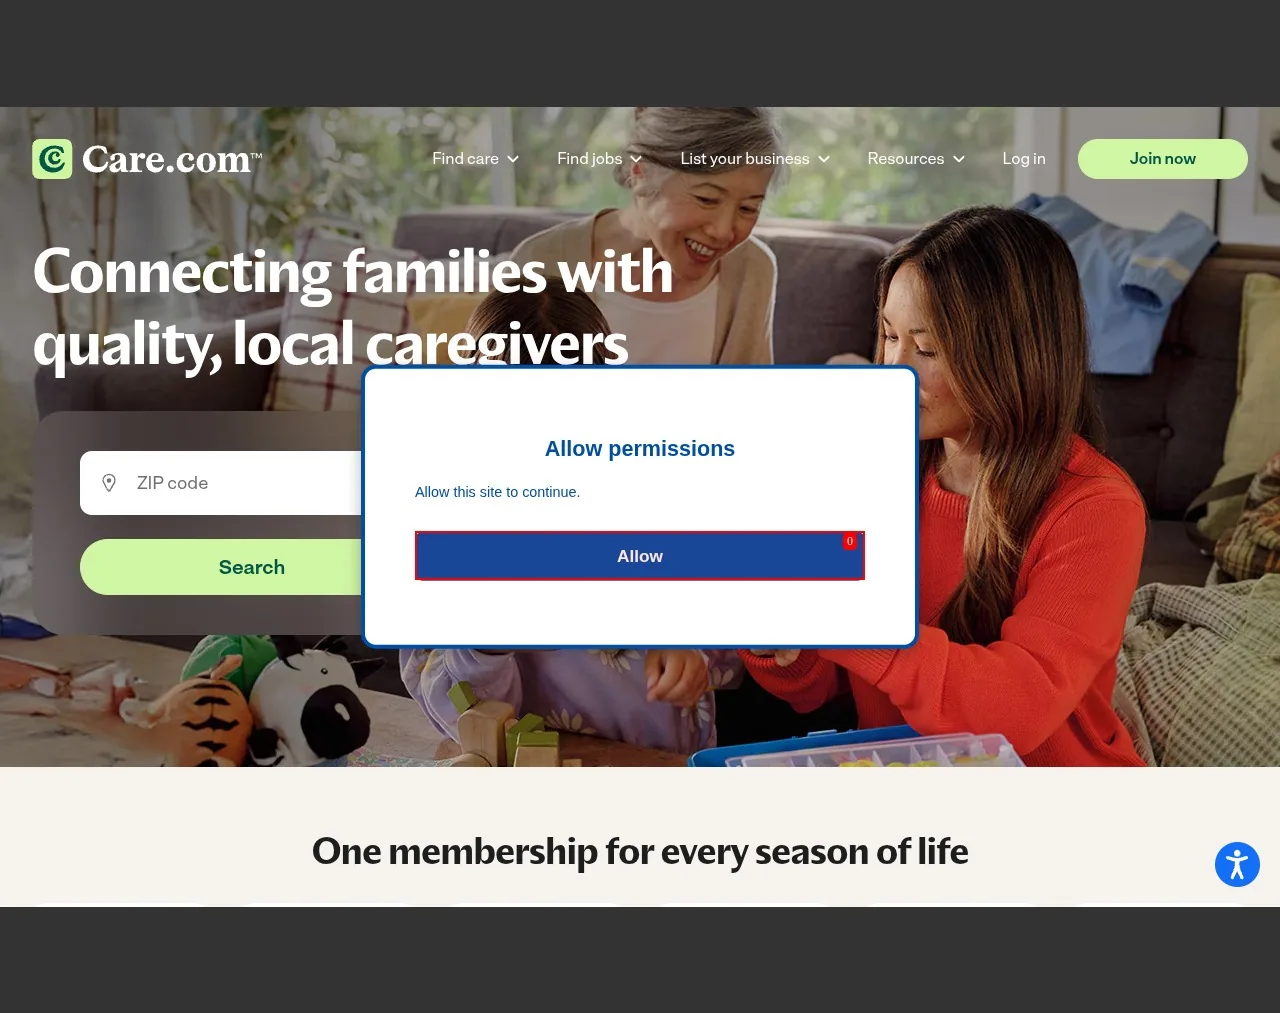 Care.com™
Find care
Find jobs
List your business
Resources
Log in
Join now
Connecting families with
quality, local caregivers
ZIP code
Search
Allow permissions
Allow this site to continue.
Allow
0
One membership for every season of life